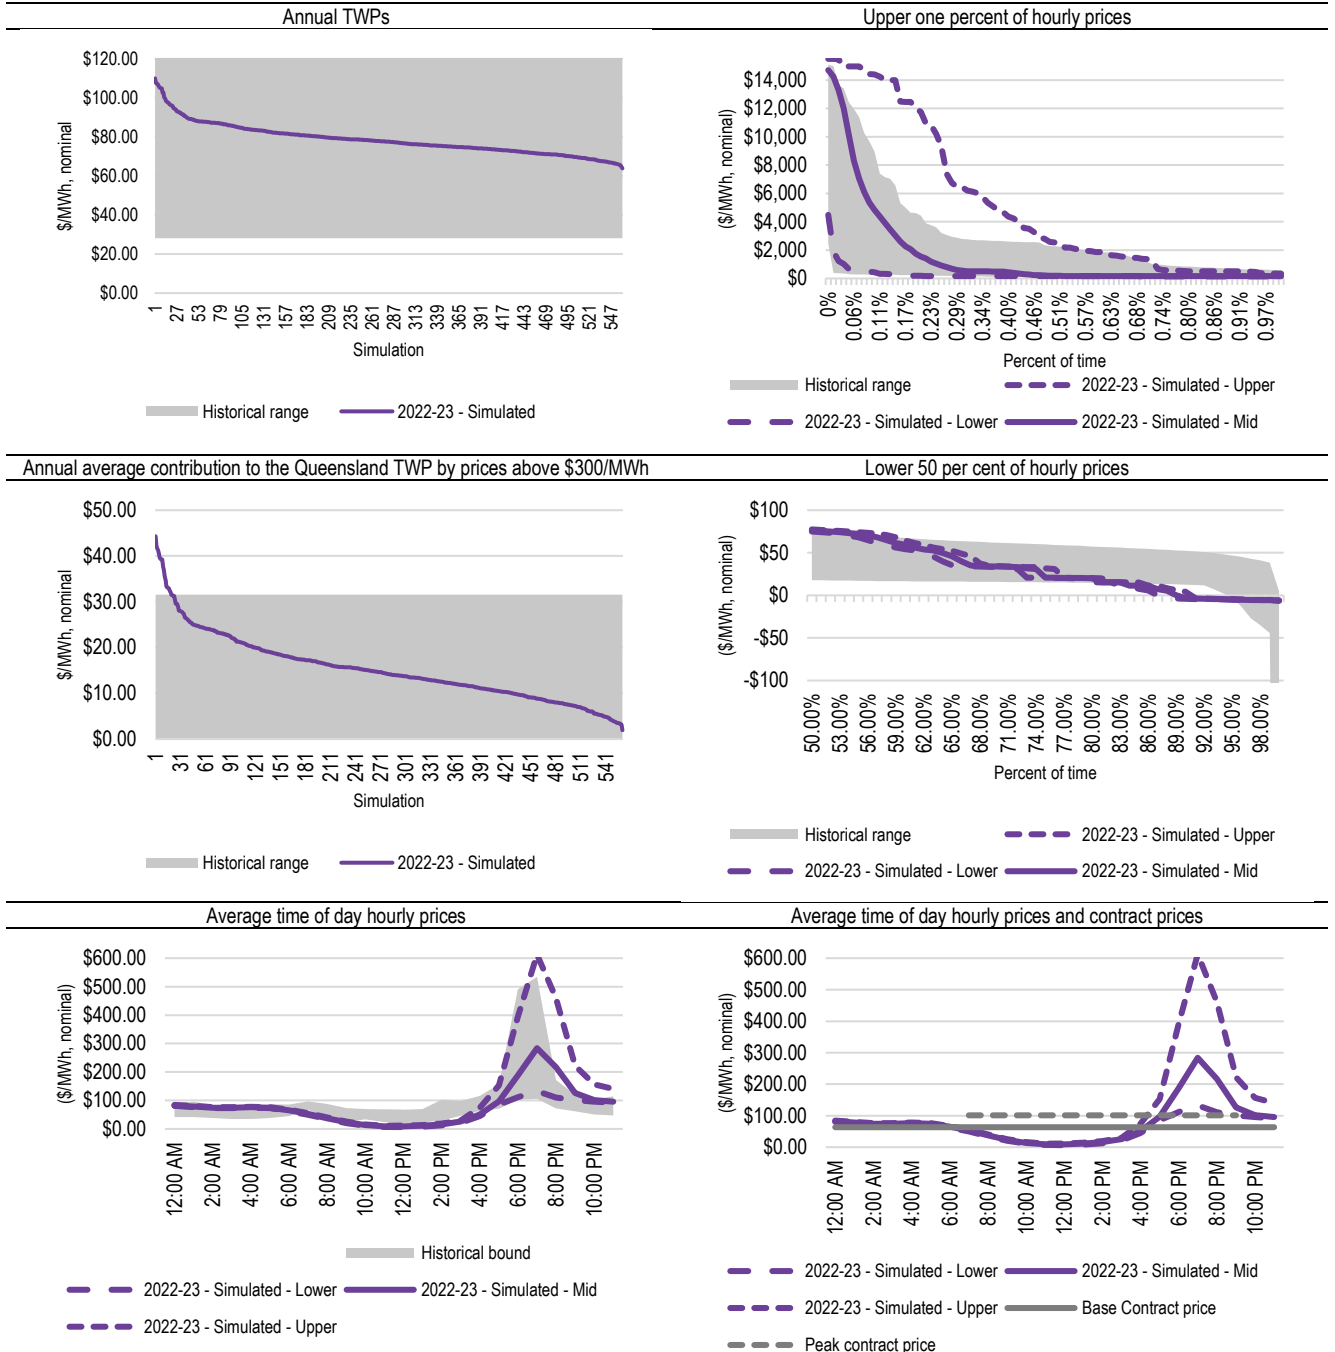 Annual TWPs
$/MWh, nominal
$120.00
$100.00
$80.00
$60.00
$40.00
$20.00
$0.00
1 27 53 79 105 131 157 183 209 235 261 287 313 339 365 391 417 443 469 495 521 547
Simulation
Historical range 2022-23 - Simulated
Upper one percent of hourly prices
($/MWh, nominal)
$14,000
$12,000
$10,000
$8,000
$6,000
$4,000
$2,000
$0
0% 0.06% 0.11% 0.17% 0.23% 0.29% 0.34% 0.40% 0.46% 0.51% 0.57% 0.63% 0.68% 0.74% 0.80% 0.86% 0.91% 0.97%
Percent of time
Historical range 2022-23 - Simulated - Upper
2022-23 - Simulated - Lower 2022-23 - Simulated - Mid
Annual average contribution to the Queensland TWP by prices above $300/MWh
$/MWh, nominal
$50.00
$40.00
$30.00
$20.00
$10.00
$0.00
1 31 61 91 121 151 181 211 241 271 301 331 361 391 421 451 481 511 541
Simulation
Historical range 2022-23 - Simulated
Lower 50 per cent of hourly prices
($/MWh, nominal)
$100
$50
$0
-$50
-$100
50.00% 53.00% 56.00% 59.00% 62.00% 65.00% 68.00% 71.00% 74.00% 77.00% 80.00% 83.00% 86.00% 89.00% 92.00% 95.00% 98.00%
Percent of time
Historical range 2022-23 - Simulated - Upper
2022-23 - Simulated - Lower 2022-23 - Simulated - Mid
Average time of day hourly prices
($/MWh, nominal)
$600.00
$500.00
$400.00
$300.00
$200.00
$100.00
$0.00
12:00 AM 2:00 AM 4:00 AM 6:00 AM 8:00 AM 10:00 AM 12:00 PM 2:00 PM 4:00 PM 6:00 PM 8:00 PM 10:00 PM
Historical bound
2022-23 - Simulated - Lower 2022-23 - Simulated - Mid
2022-23 - Simulated - Upper
Average time of day hourly prices and contract prices
($/MWh, nominal)
$600.00
$500.00
$400.00
$300.00
$200.00
$100.00
$0.00
12:00 AM 2:00 AM 4:00 AM 6:00 AM 8:00 AM 10:00 AM 12:00 PM 2:00 PM 4:00 PM 6:00 PM 8:00 PM 10:00 PM
2022-23 - Simulated - Lower 2022-23 - Simulated - Mid
2022-23 - Simulated - Upper Base Contract price
Peak contract price